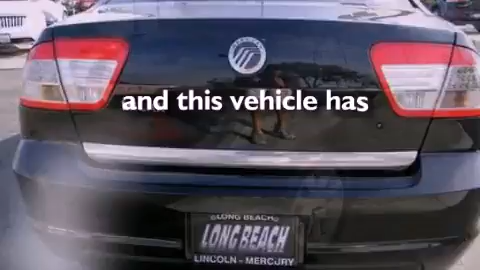 and this vehicle has
LONG BEACH
LONG BEACH
LINCOLN - MERCURY